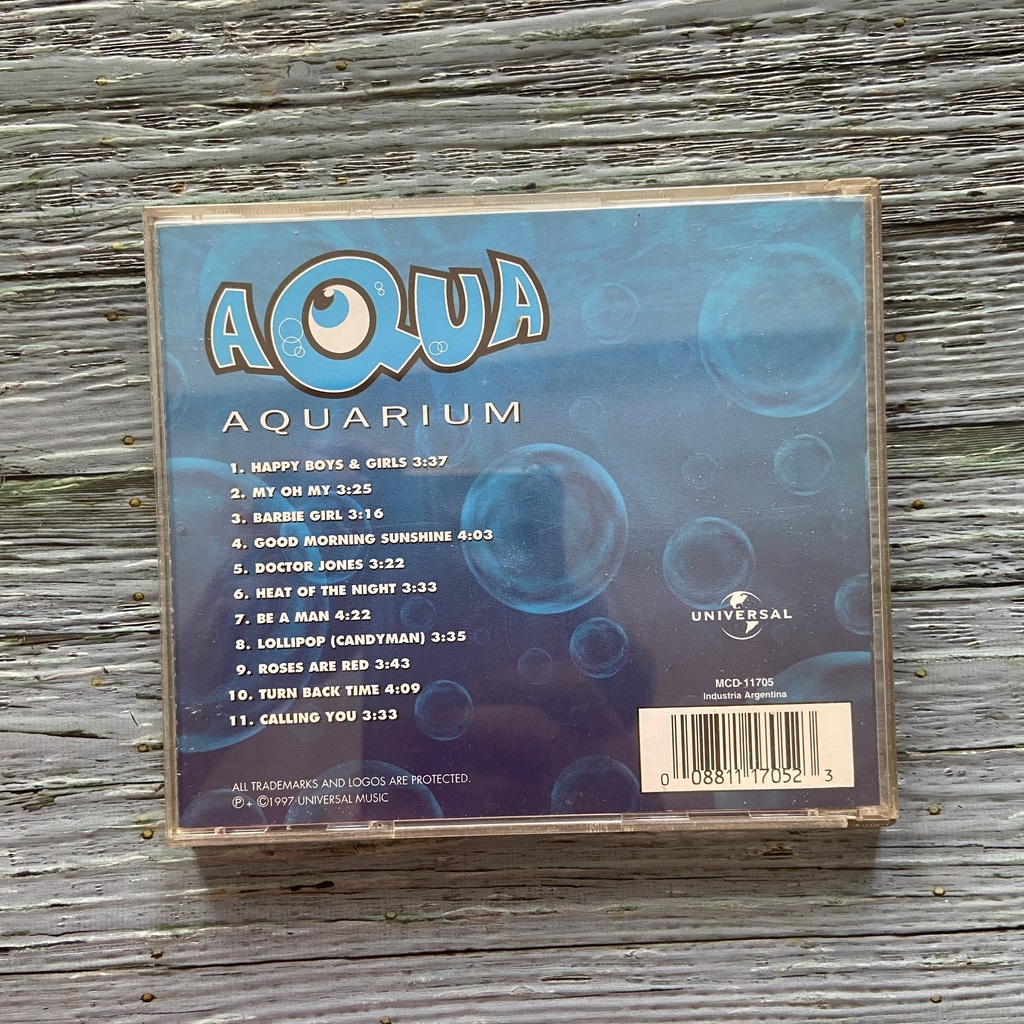 AQUA
AQUARIUM
1. HAPPY BOYS & GIRLS 3:37
2. MY OH MY 3:25
3. BARBIE GIRL 3:16
4. GOOD MORNING SUNSHINE 4:03
5. DOCTOR JONES 3:22
6. HEAT OF THE NIGHT 3:33
7. BE A MAN 4:22
8. LOLLIPOP (CANDYMAN) 3:35
9. ROSES ARE RED 3:43
10. TURN BACK TIME 4:09
11. CALLING YOU 3:33
UNIVERSAL
MCD-11705
Industria Argentina
0 08811 17052 3
ALL TRADEMARKS AND LOGOS ARE PROTECTED.
℗ + ©1997 UNIVERSAL MUSIC